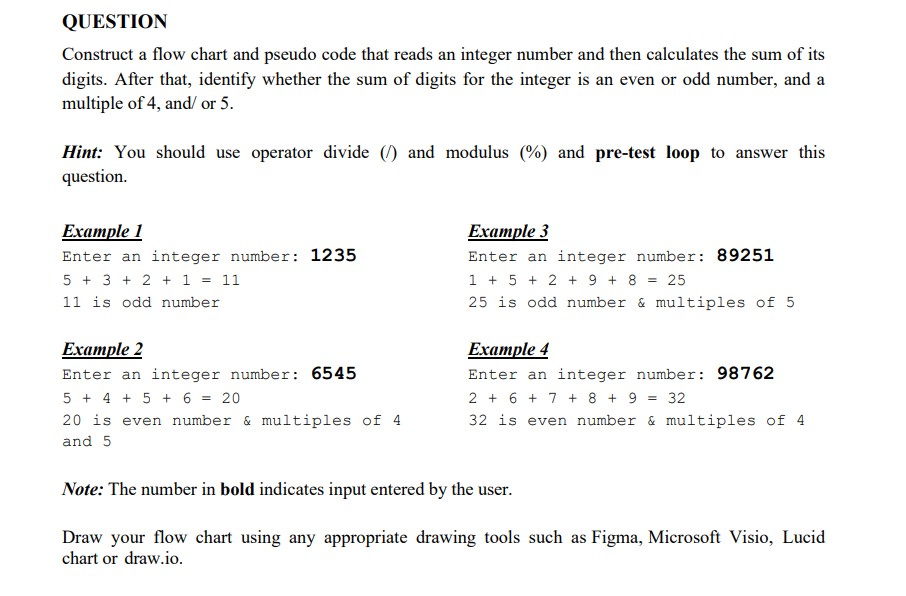 QUESTION
Construct a flow chart and pseudo code that reads an integer number and then calculates the sum of its
digits. After that, identify whether the sum of digits for the integer is an even or odd number, and a
multiple of 4, and/ or 5.
Hint: You should use operator divide (/) and modulus (%) and pre-test loop to answer this
question.
Example 1
Enter an integer number: 1235
5 + 3 + 2 + 1 = 11
11 is odd number
Example 2
Enter an integer number: 6545
5 + 4 + 5 + 6 = 20
20 is even number & multiples of 4
and 5
Example 3
Enter an integer number: 89251
1 + 5 + 2 + 9 + 8 = 25
25 is odd number & multiples of 5
Example 4
Enter an integer number: 98762
2 + 6 + 7 + 8 + 9 = 32
32 is even number & multiples of 4
Note: The number in bold indicates input entered by the user.
Draw your flow chart using any appropriate drawing tools such as Figma, Microsoft Visio, Lucid
chart or draw.io.